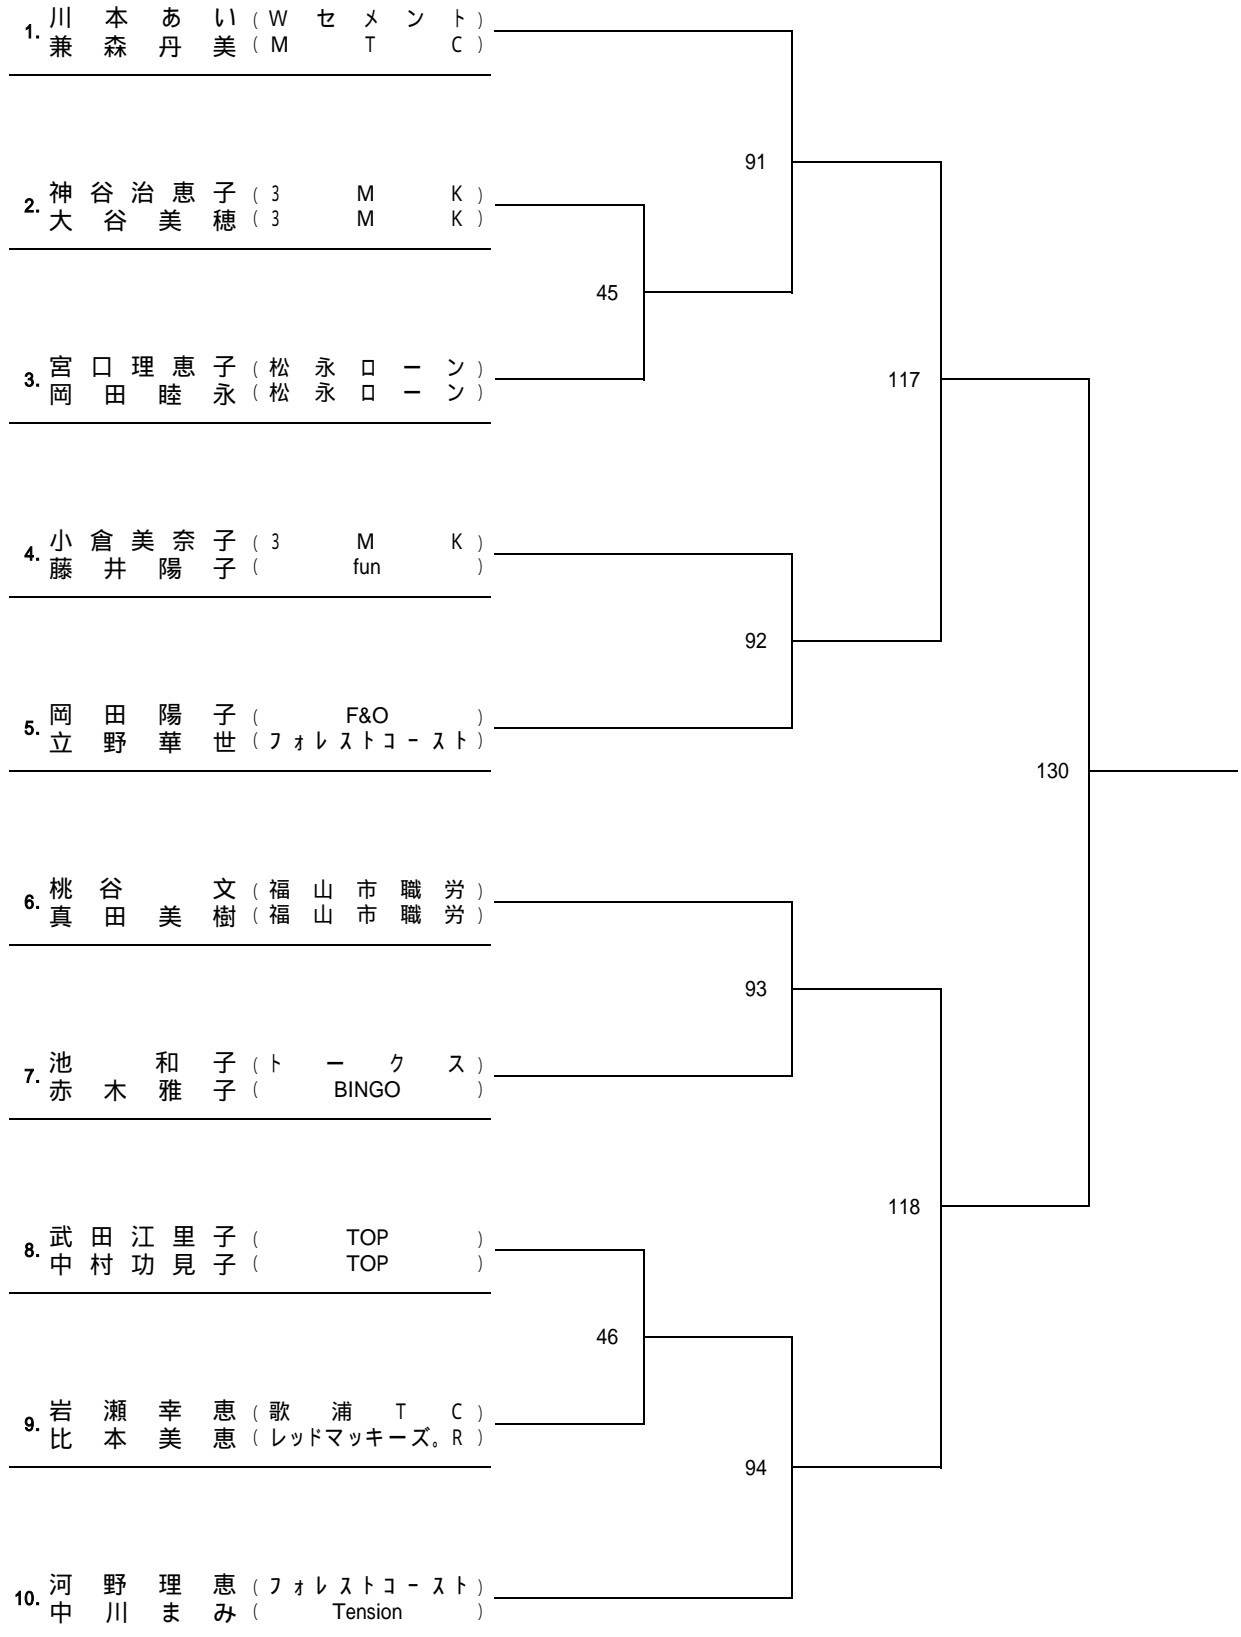 1. 川本あい (Wセメント)
兼森丹美 (MTC)
91
2. 神谷治恵子 (3MK)
大谷美穂 (3MK)
45
3. 宮口理恵子 (松永ローン)
岡田睦永 (松永ローン)
117
4. 小倉美奈子 (3MK)
藤井陽子 (fun)
92
5. 岡田陽子 (F&O)
立野華世 (フォレストコースト)
130
6. 桃谷文 (福山市職労)
真田美樹 (福山市職労)
93
7. 池和子 (トークス)
赤木雅子 (BINGO)
118
8. 武田江里子 (TOP)
中村功見子 (TOP)
46
9. 岩瀬幸恵 (歌浦TC)
比本美恵 (レッドマッキーズ。R)
94
10. 河野理恵 (フォレストコースト)
中川まみ (Tension)